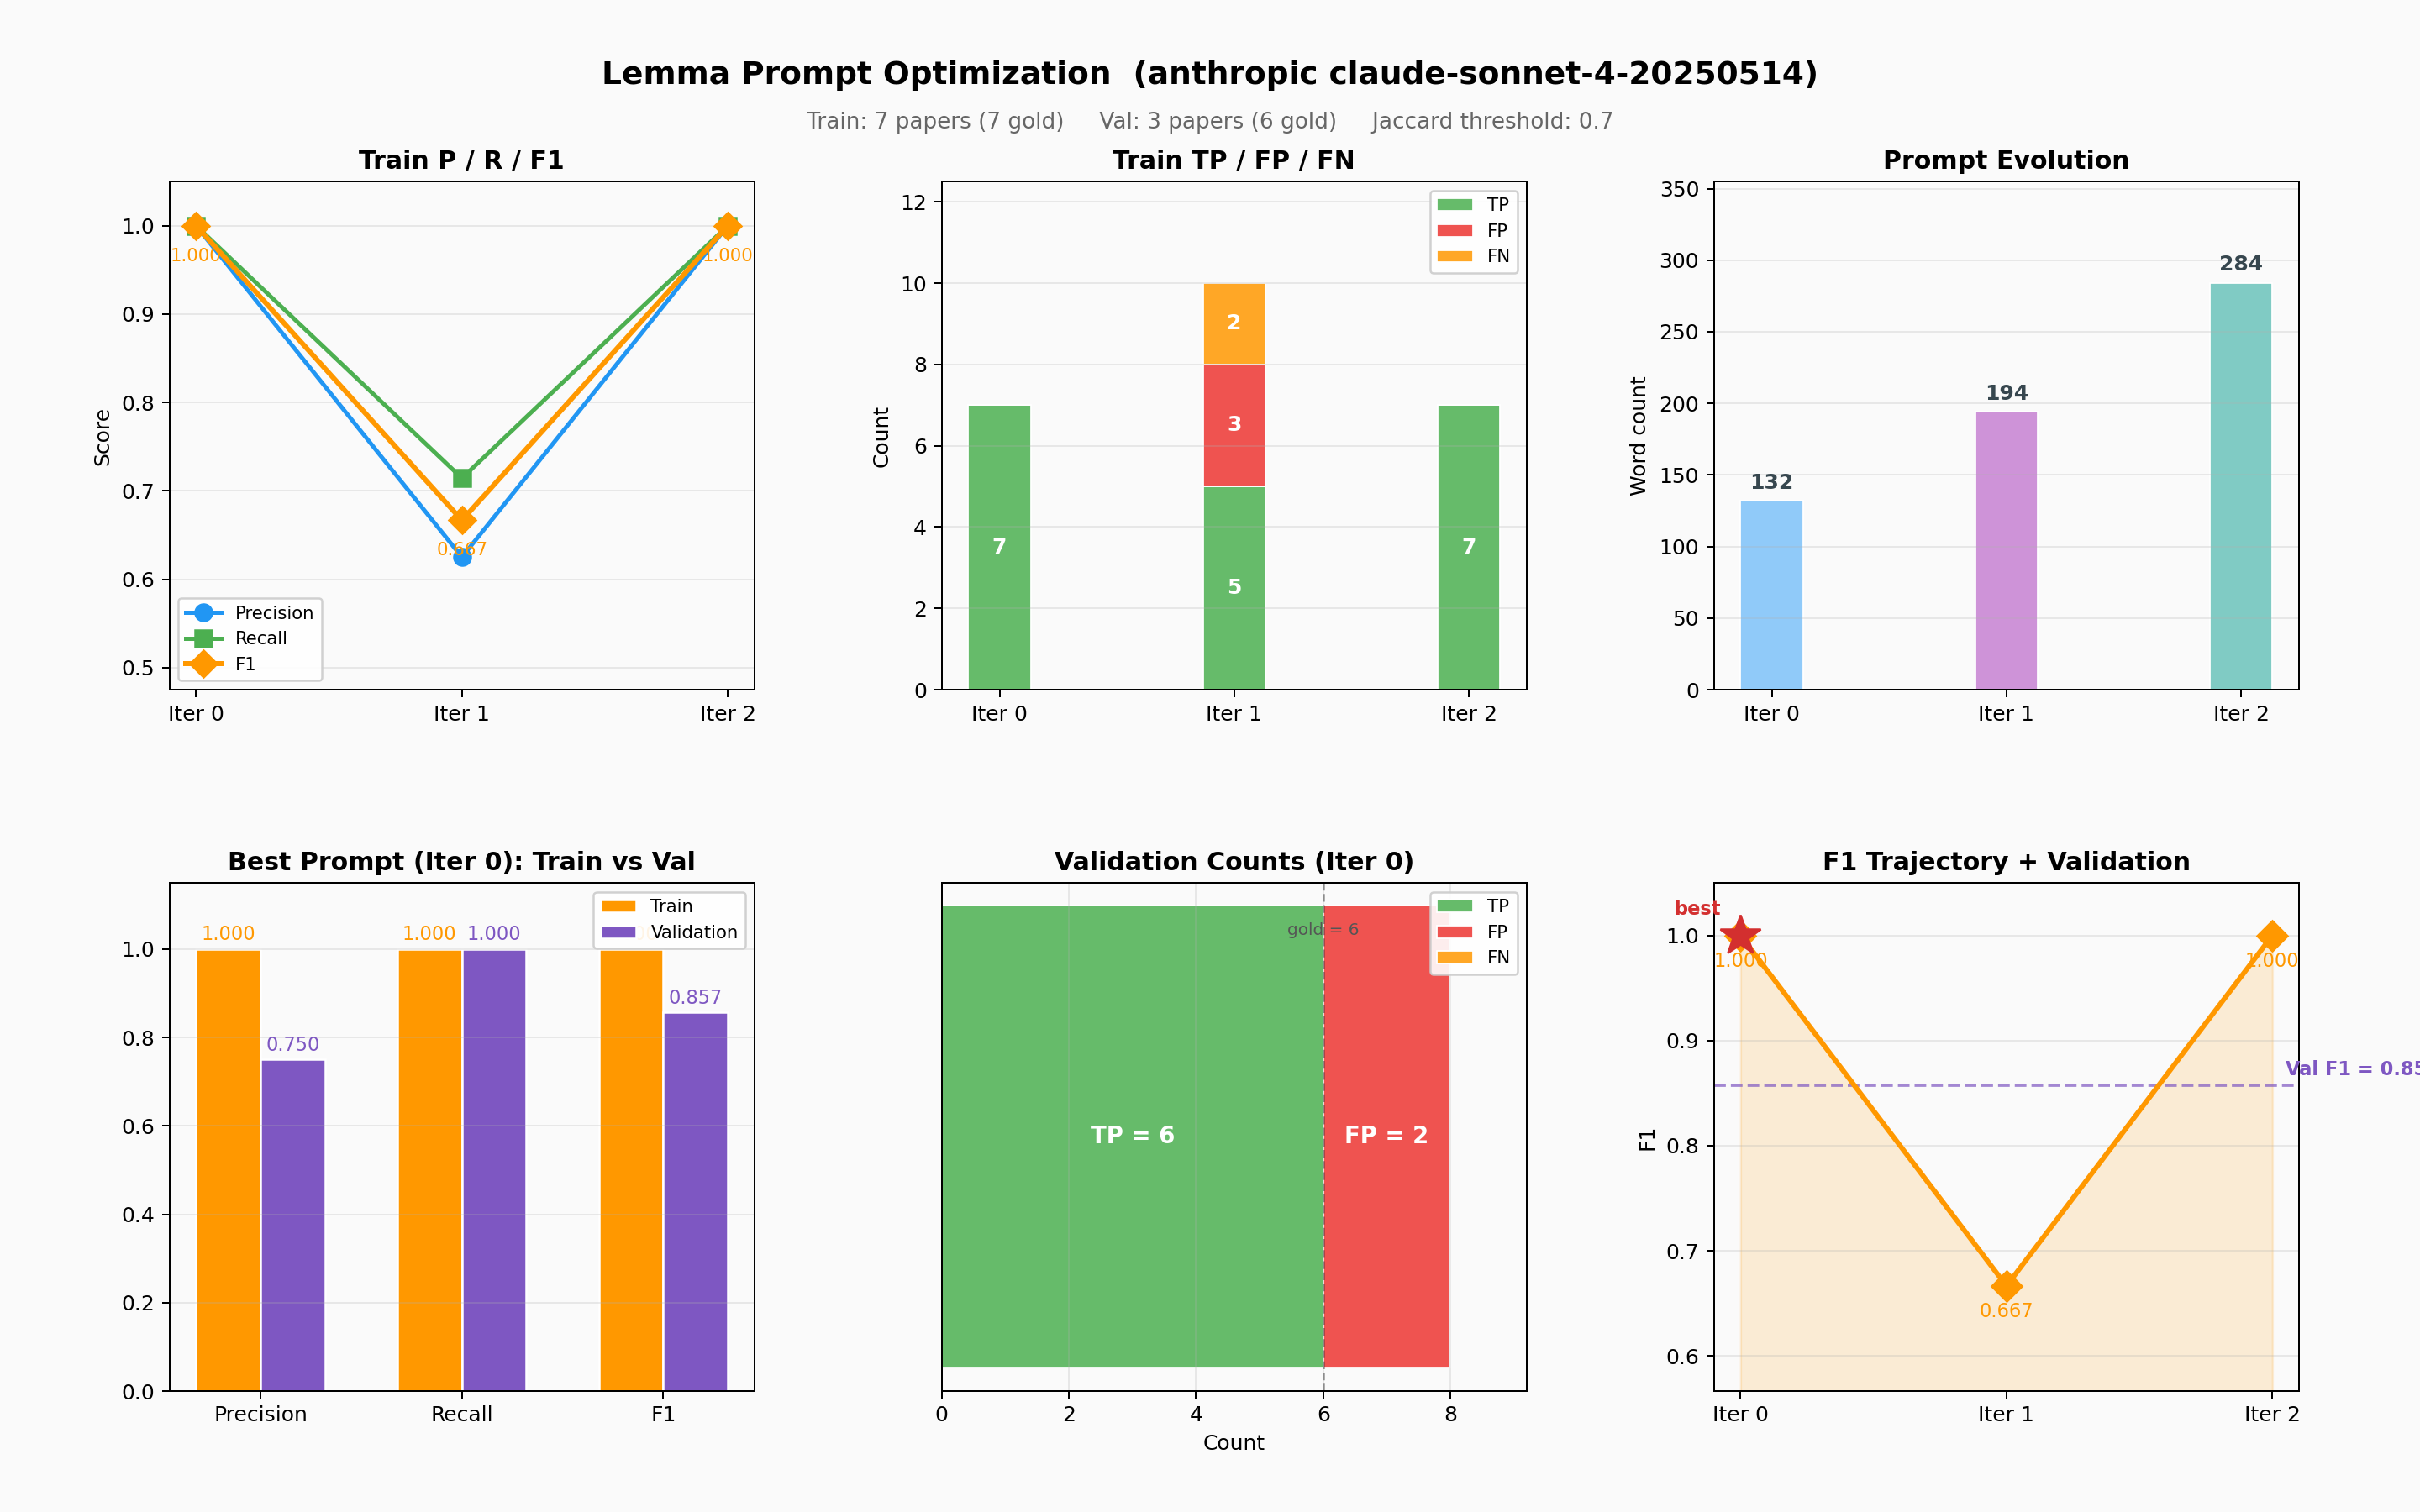 Lemma Prompt Optimization (anthropic claude-sonnet-4-20250514)
Train: 7 papers (7 gold) Val: 3 papers (6 gold) Jaccard threshold: 0.7
Train P / R / F1
Score
1.0
0.9
0.8
0.7
0.6
0.5
1.000
0.667
1.000
Precision
Recall
F1
Iter 0 Iter 1 Iter 2
Train TP / FP / FN
Count
12
10
8
6
4
2
0
TP
FP
FN
7
2
3
5
7
Iter 0 Iter 1 Iter 2
Prompt Evolution
Word count
350
300
250
200
150
100
50
0
132
194
284
Iter 0 Iter 1 Iter 2
Best Prompt (Iter 0): Train vs Val
1.0
0.8
0.6
0.4
0.2
0.0
Train
Validation
1.000
0.750
1.000 1.000
0.857
Precision Recall F1
Validation Counts (Iter 0)
TP
FP
FN
gold = 6
TP = 6
FP = 2
0 2 4 6 8
Count
F1 Trajectory + Validation
F1
1.0
0.9
0.8
0.7
0.6
best
1.000
0.667
1.000
Val F1 = 0.85
Iter 0 Iter 1 Iter 2